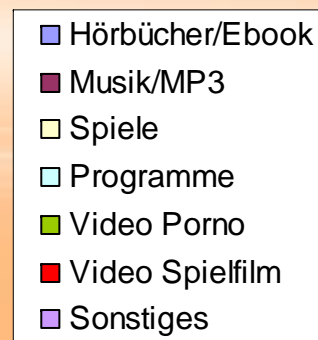 Hörbücher/Ebook
Musik/MP3
Spiele
Programme
Video Porno
Video Spielfilm
Sonstiges